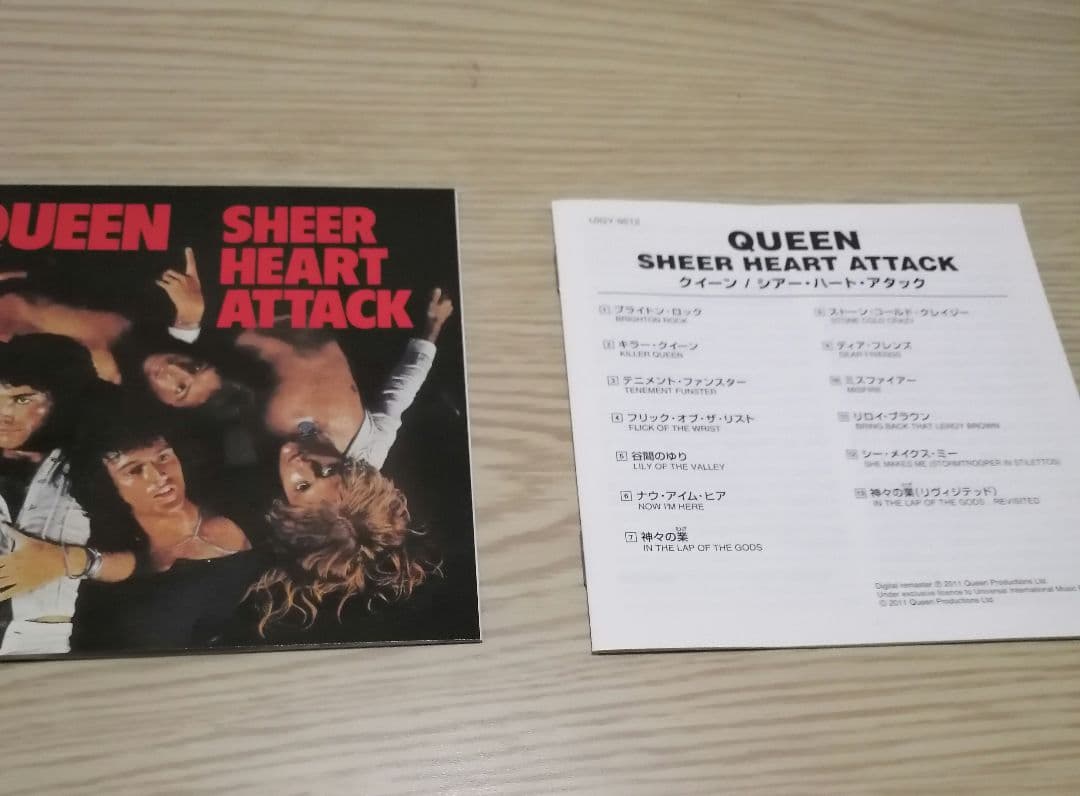 QUEEN SHEER
HEART
ATTACK
QUEEN
SHEER HEART ATTACK
クイーン / シアー・ハート・アタック
1 ブライトン・ロック
BRIGHTON ROCK
2 キラー・クイーン
KILLER QUEEN
3 テニメント・ファンスター
TENEMENT FUNSTER
4 フリック・オブ・ザ・リスト
FLICK OF THE WRIST
5 谷間のゆり
LILY OF THE VALLEY
6 ナウ・アイム・ヒア
NOW I'M HERE
7 神々の業
わざ
IN THE LAP OF THE GODS
8 ストーン・コールド・クレイジー
STONE COLD CRAZY
9 ディア・フレンズ
DEAR FRIENDS
10 ミスファイアー
MISFIRE
11 リロイ・ブラウン
BRING BACK THAT LEROY BROWN
12 シー・メイクス・ミー
SHE MAKES ME (STORMTROOPER IN STILETTOS)
13 神々の業(リヴィジテッド)
IN THE LAP OF THE GODS...REVISITED
Digital remaster ℗ 2011 Queen Productions Ltd.
Under exclusive licence to Universal International Music
© 2011 Queen Productions Ltd.